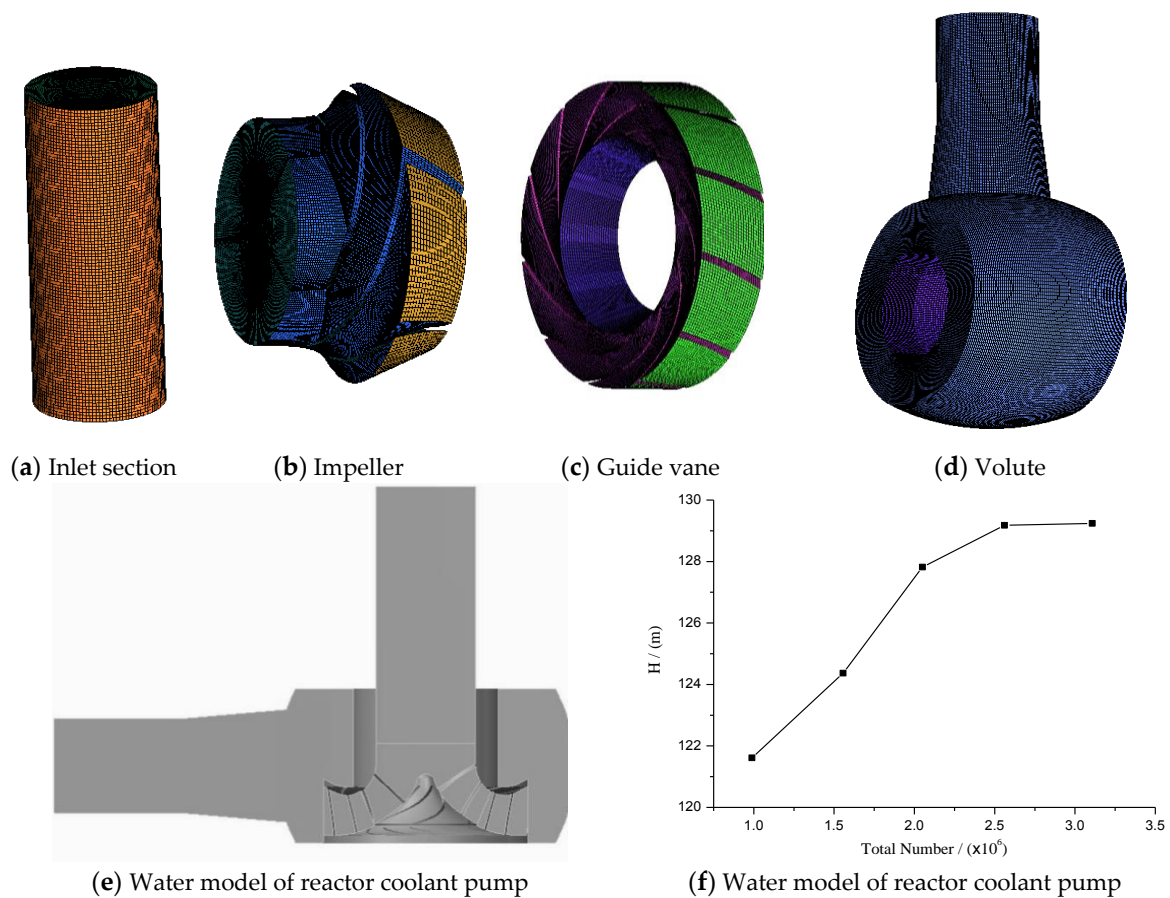 (a) Inlet section
(b) Impeller
(c) Guide vane
(d) Volute
130
128
126
124
122
120
H / (m)
1.0 1.5 2.0 2.5 3.0 3.5
Total Number / (x10⁶)
(e) Water model of reactor coolant pump
(f) Water model of reactor coolant pump